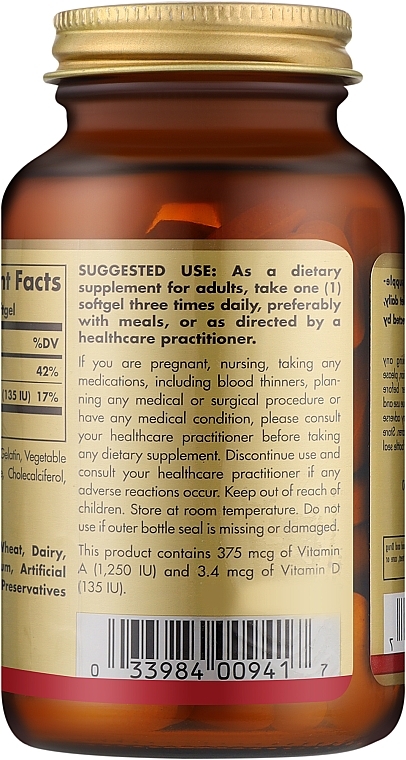 nt Facts
ftgel
%DV
42%
(135 IU) 17%
Gelatin, Vegetable
Cholecalciferol,
Wheat, Dairy,
um, Artificial
Preservatives
SUGGESTED USE: As a dietary
supplement for adults, take one (1)
softgel three times daily, preferably
with meals, or as directed by a
healthcare practitioner.
If you are pregnant, nursing, taking any
medications, including blood thinners, plan-
ning any medical or surgical procedure or
have any medical condition, please consult
your healthcare practitioner before taking
any dietary supplement. Discontinue use and
consult your healthcare practitioner if any
adverse reactions occur. Keep out of reach of
children. Store at room temperature. Do not
use if outer bottle seal is missing or damaged.
This product contains 375 mcg of Vitamin
A (1,250 IU) and 3.4 mcg of Vitamin D
(135 IU).
0 33984 00941 7
supple-
daily,
by